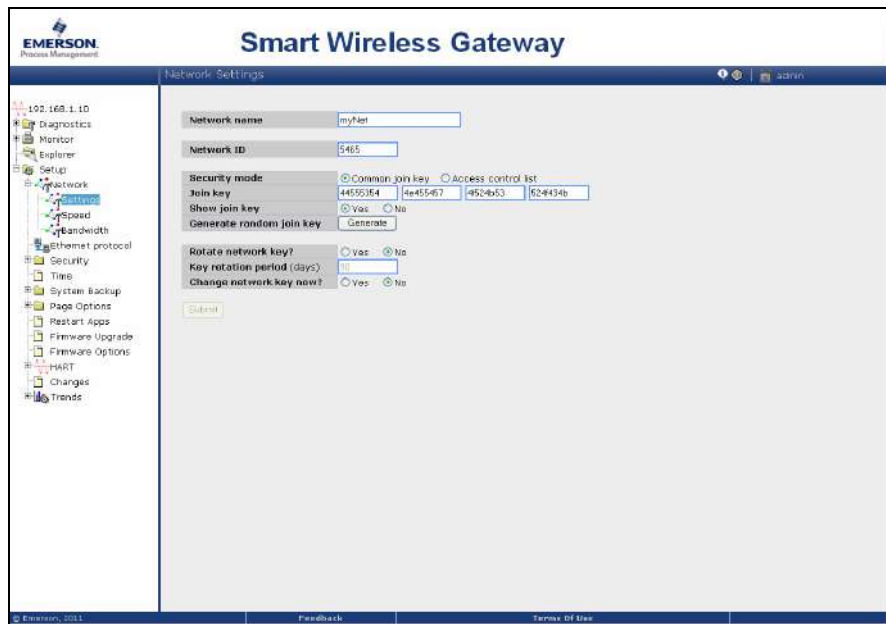 EMERSON.
Process Management
Smart Wireless Gateway
Network Settings
admin
192.168.1.10
Diagnostics
Monitor
Explorer
Setup
Network
Settings
Speed
Bandwidth
Ethernet protocol
Security
Time
System Backup
Page Options
Restart Apps
Firmware Upgrade
Firmware Options
HART
Changes
Trends
Network name myNet
Network ID 5465
Security mode Common join key Access control list
Join key 44555354 4e455457 4f524b53 524f434b
Show join key Yes No
Generate random join key Generate
Rotate network key? Yes No
Key rotation period (days) 90
Change network key now? Yes No
Submit
© Emerson, 2011 Feedback Terms Of Use